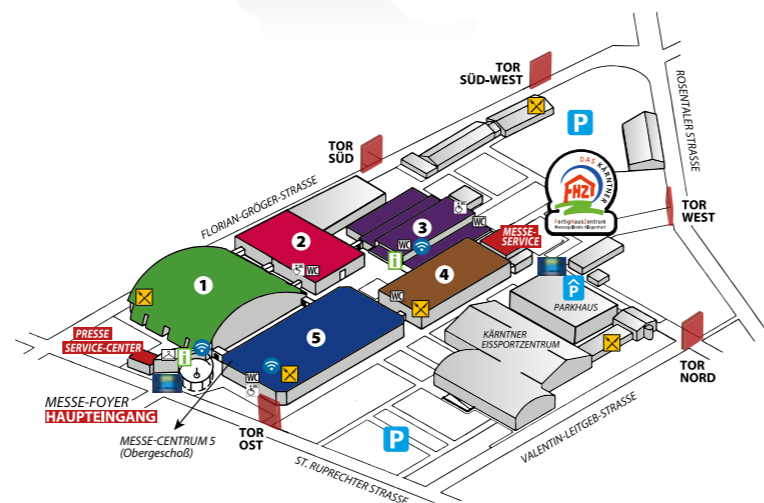 TOR
SÜD-WEST
P
ROSENTALER STRASSE
TOR
SÜD
DAS KÄRNTNER
FHZ
FertigHausZentrum
Messegelände Klagenfurt
FLORIAN-GRÖGER-STRASSE
TOR
WEST
3
WC
MESSE-
SERVICE
2
WC
WC
i
4
1
WC
P
PARKHAUS
5
KÄRNTNER
EISSPORTZENTRUM
PRESSE
SERVICE-CENTER
i
WC
TOR
NORD
MESSE-FOYER
HAUPTEINGANG
MESSE-CENTRUM 5
(Obergeschoß)
TOR
OST
P
VALENTIN-LEITGEB-STRASSE
ST. RUPRECHTER STRASSE